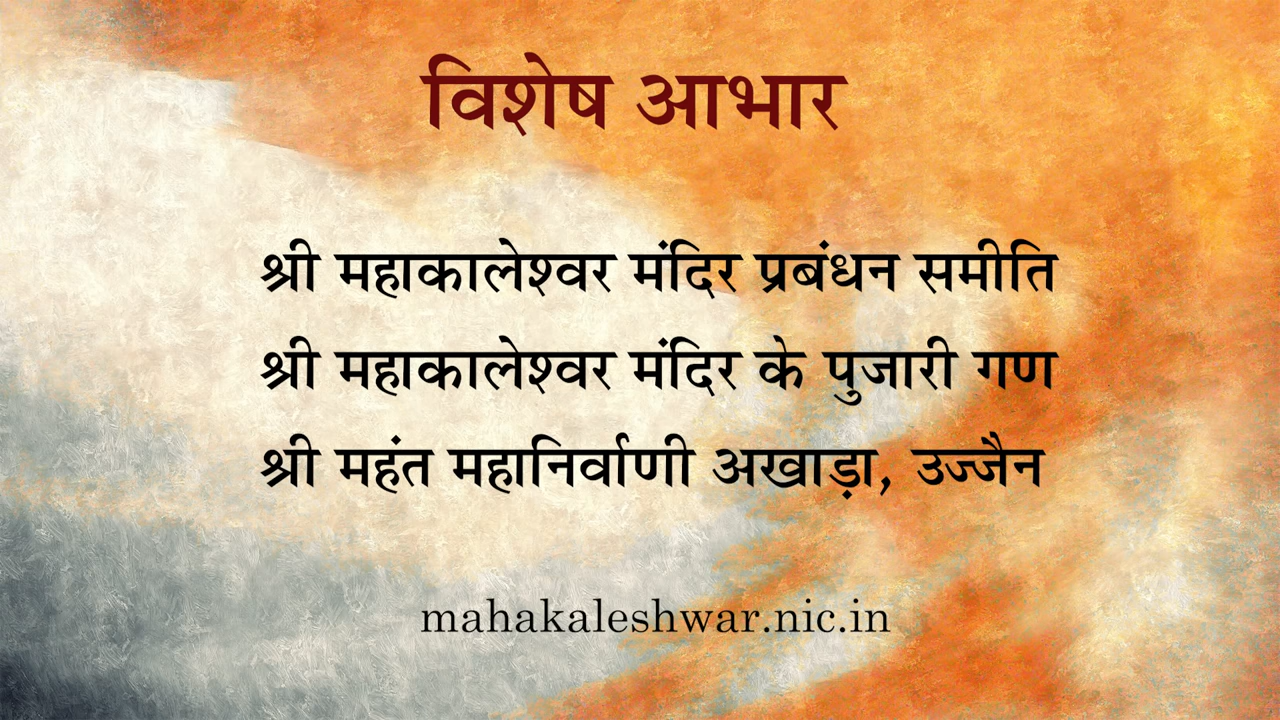 विशेष आभार
श्री महाकालेश्वर मंदिर प्रबंधन समीति
श्री महाकालेश्वर मंदिर के पुजारी गण
श्री महंत महानिर्वाणी अखाड़ा, उज्जैन
mahakaleshwar.nic.in